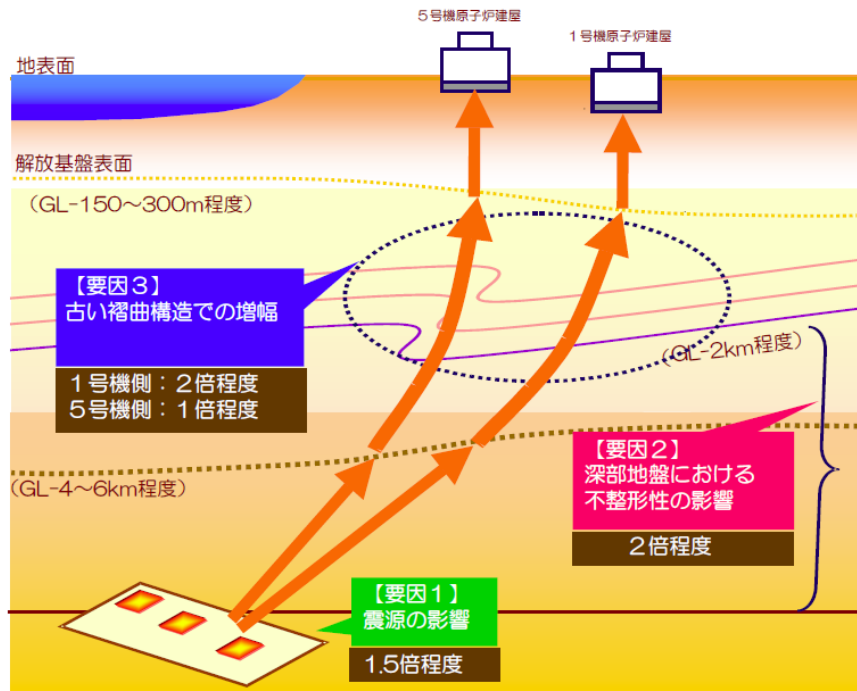 5号機原子炉建屋
1号機原子炉建屋
地表面
解放基盤表面
(GL-150~300m程度)
【要因3】
古い褶曲構造での増幅
1号機側:2倍程度
5号機側:1倍程度
(GL-2km程度)
【要因2】
深部地盤における
不整形性の影響
2倍程度
(GL-4~6km程度)
【要因1】
震源の影響
1.5倍程度